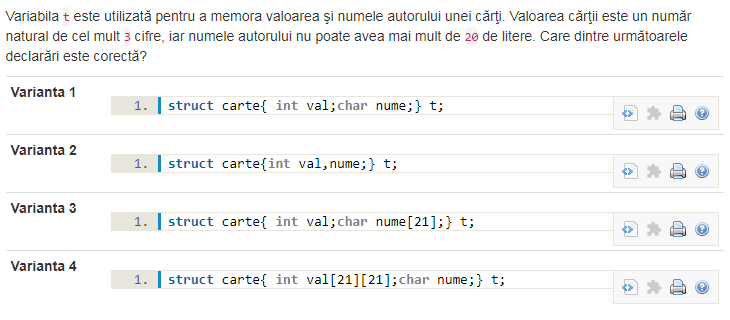 Variabila t este utilizată pentru a memora valoarea și numele autorului unei cărți. Valoarea cărții este un număr
natural de cel mult 3 cifre, iar numele autorului nu poate avea mai mult de 20 de litere. Care dintre următoarele
declarări este corectă?
Varianta 1
1. struct carte{ int val;char nume;} t;
Varianta 2
1. struct carte{int val,nume;} t;
Varianta 3
1. struct carte{ int val;char nume[21];} t;
Varianta 4
1. struct carte{ int val[21][21];char nume;} t;